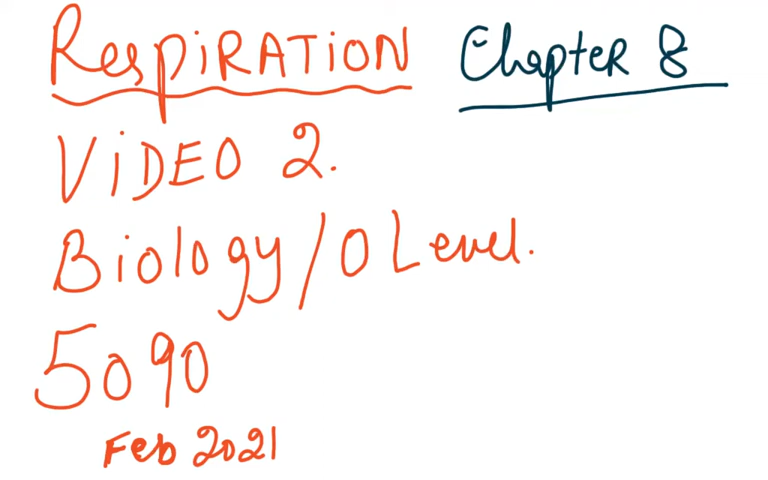 RespiRATION Chapter 8
ViDEO 2.
Biology/O Level.
5090
Feb 2021